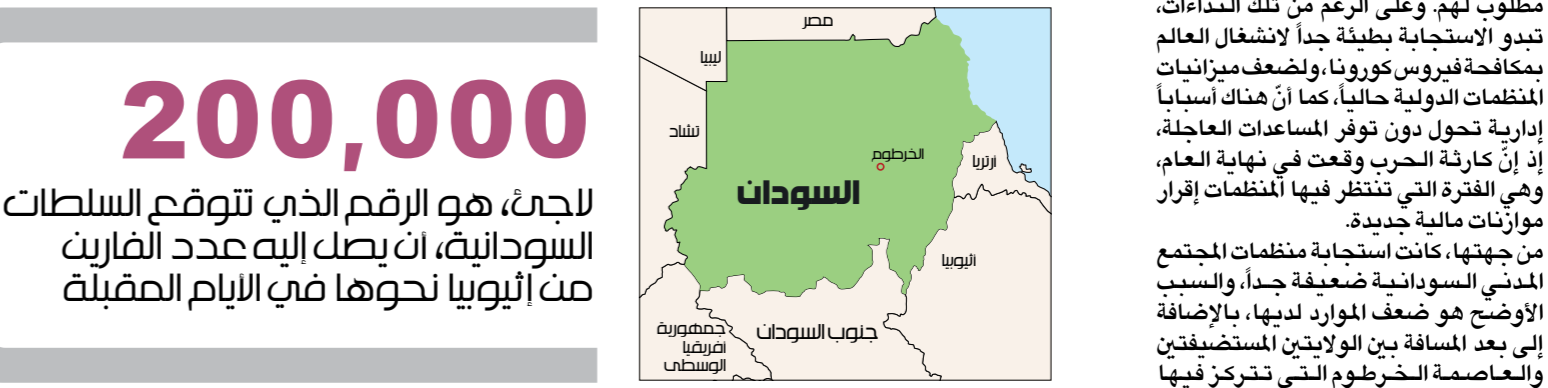 مطلوب لهم. وعلى الرغم من تلك النداءات،
تبدو الاستجابة بطيئة جداً لانشغال العالم
بمكافحة فيروس كورونا، ولضعف ميزانيات
المنظمات الدولية حالياً، كما أنّ هناك أسباباً
إدارية تحول دون توفر المساعدات العاجلة،
إذ إنّ كارثة الحرب وقعت في نهاية العام،
وهي الفترة التي تنتظر فيها المنظمات إقرار
موازنات مالية جديدة.
من جهتها، كانت استجابة منظمات المجتمع
المدني السودانية ضعيفة جداً، والسبب
الأوضح هو ضعف الموارد لديها، بالإضافة
إلى بعد المسافة بين الولايتين المستضيفتين
والعاصمة الخرطوم التي تتركز فيها
مصر
ليبيا
تشاد
الخرطوم
أرتريا
السودان
اثيوبيا
جنوب السودان
جمهورية
افريقيا
الوسطى
200,000
لاجئ، هو الرقم الذي تتوقع السلطات
السودانية، أن يصل إليه عدد الفارين
من إثيوبيا نحوها في الأيام المقبلة